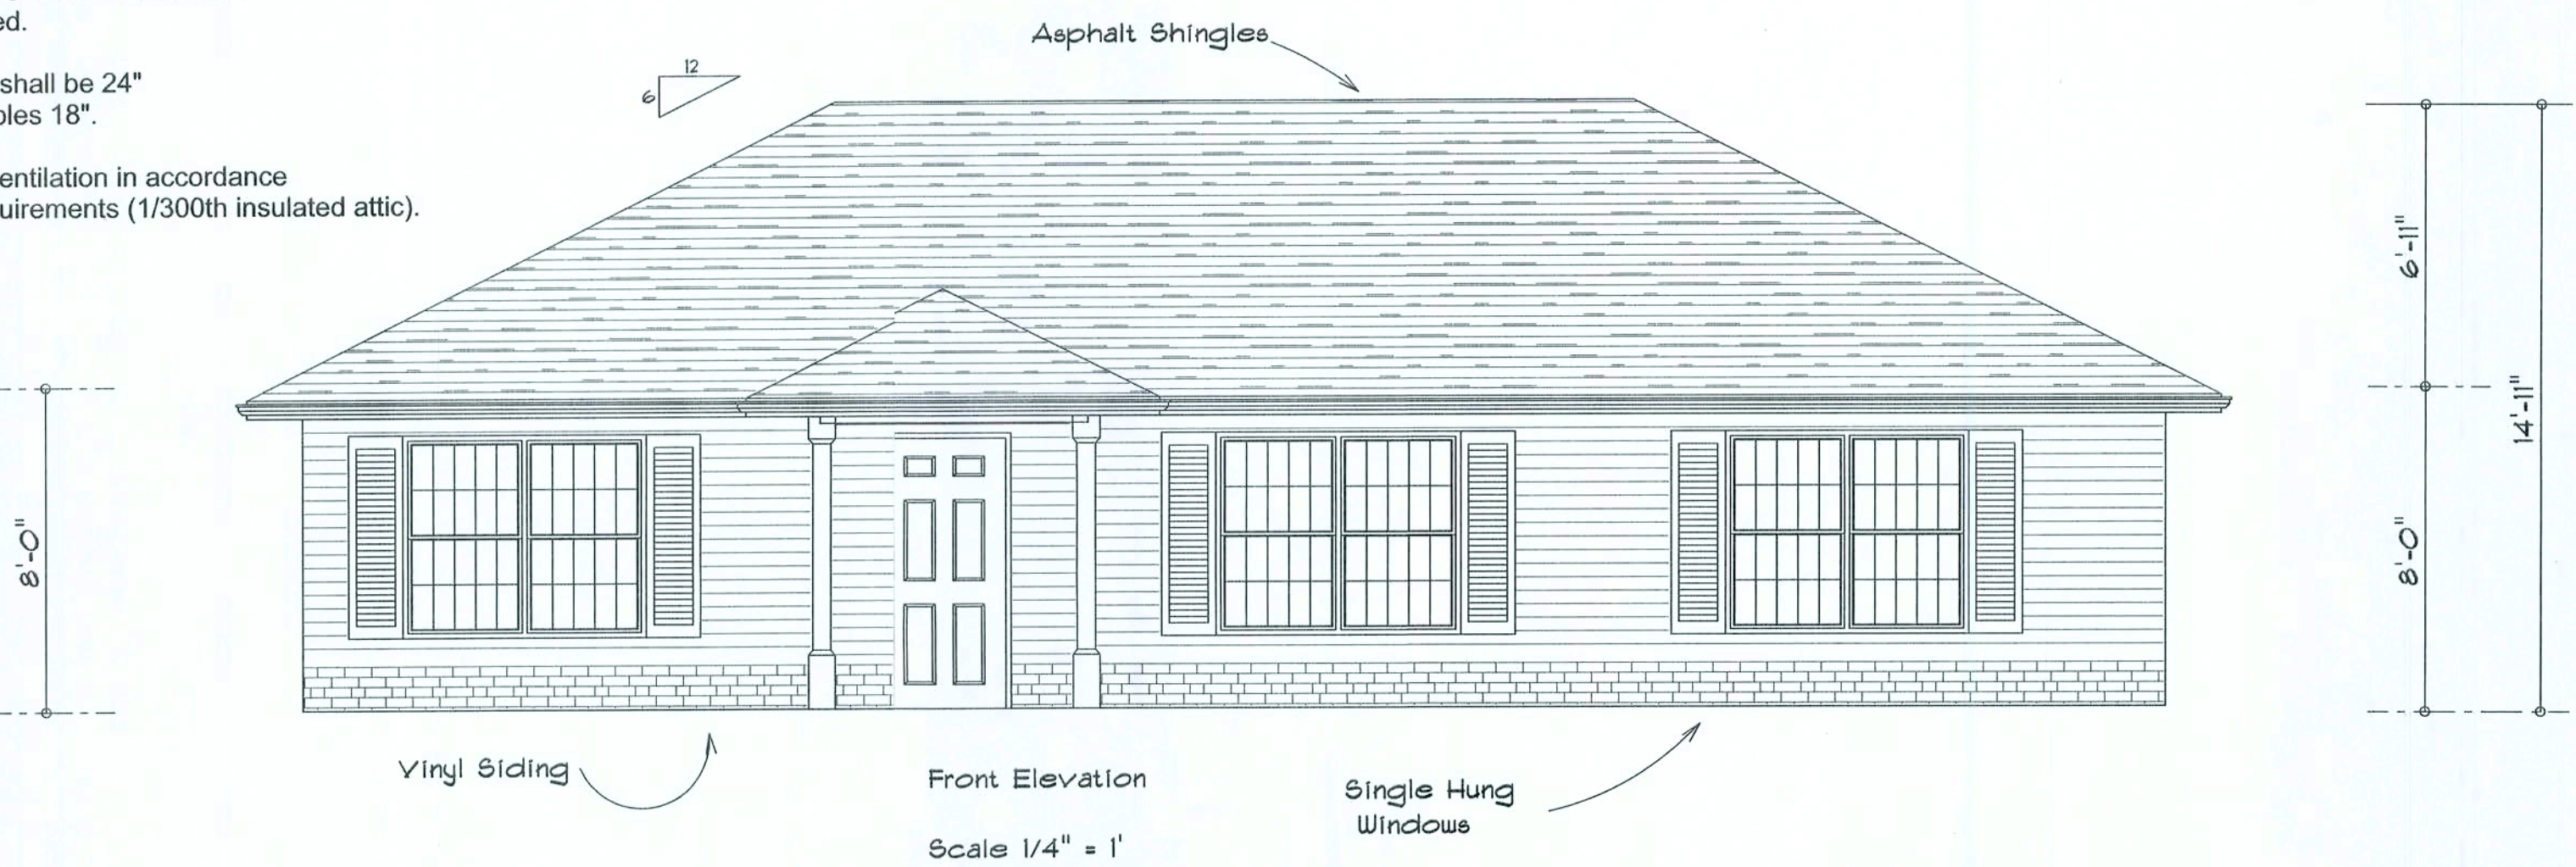 ed.
shall be 24"
oles 18".
entilation in accordance
uirements (1/300th insulated attic).
Asphalt Shingles
12
6
6'-11"
14'-11"
8'-0"
8'-0"
Vinyl Siding
Front Elevation
Scale 1/4" = 1'
Single Hung
Windows